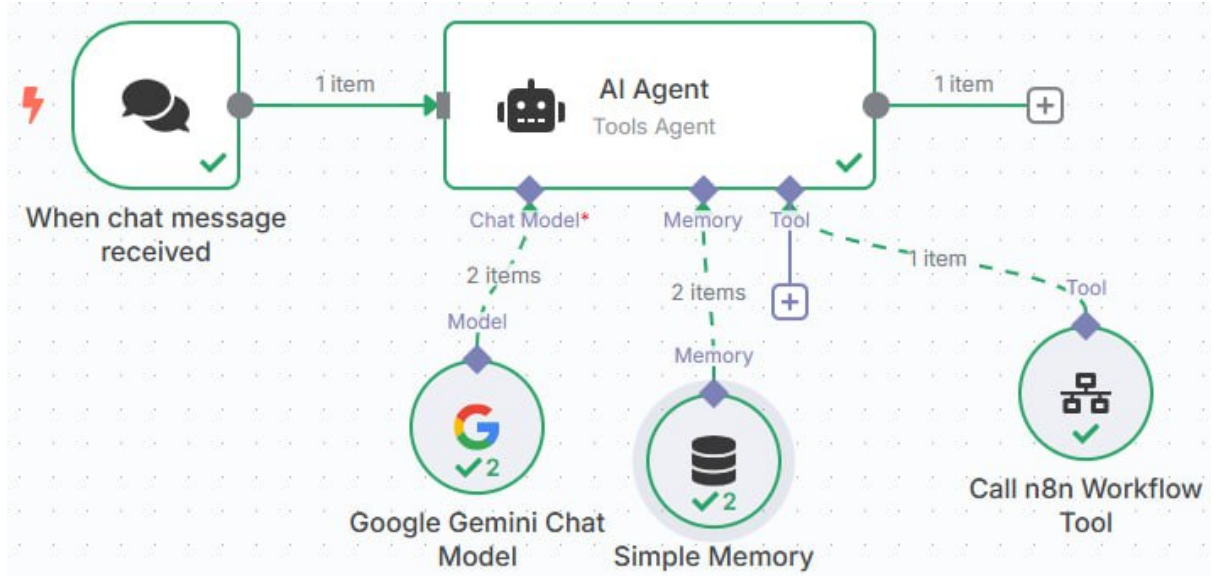 1 item
AI Agent
Tools Agent
1 item
When chat message
received
Chat Model*
Memory
Tool
2 items
2 items
1 item
Model
Memory
Tool
2
2
Google Gemini Chat
Model
Simple Memory
Call n8n Workflow
Tool